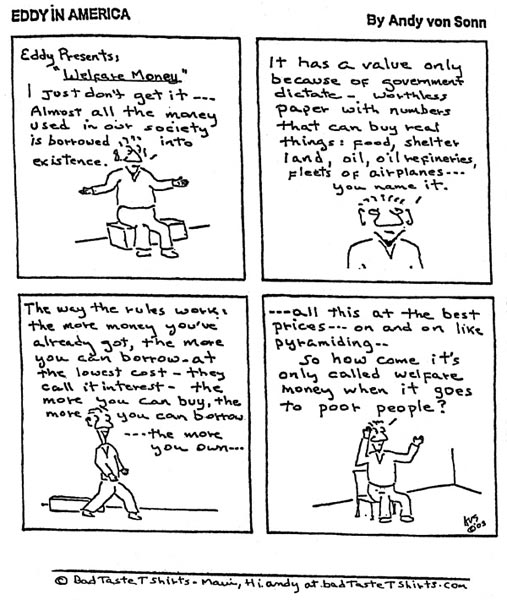 EDDY iN AMERICA
By Andy von Sonn
Eddy Presents;
"Welfare Money"
I just don't get it ---
Almost all the money
used in our society
is borrowed into
existence.
It has a value only
because of government
dictate - worthless
paper with numbers
that can buy real
things: food, shelter
land, oil, oil refineries,
fleets of airplanes---
you name it.
The way the rules work:
the more money you've
already got, the more
you can borrow - at
the lowest cost - they
call it interest - the
more you can buy, the
more you can borrow
---the more
you own---
---all this at the best
prices--- on and on like
pyramiding--
So how come it's
only called welfare
money when it goes
to poor people?
AVS
©'03
© BadTasteTShirts - Maui, Hi. andy at badTasteTShirts.com